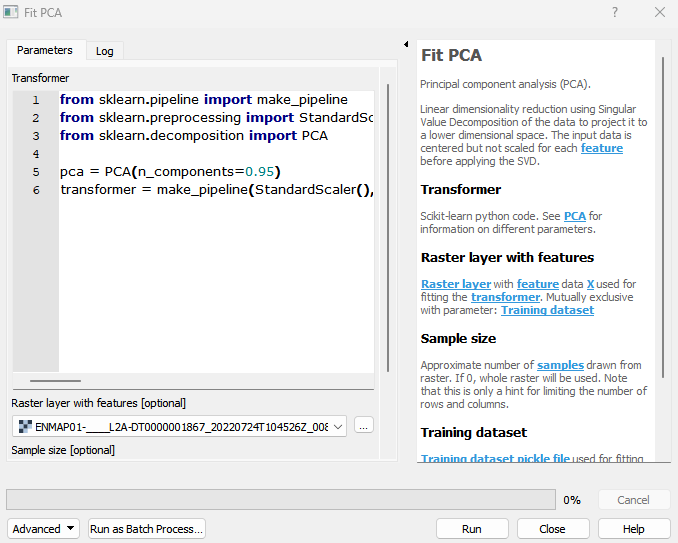 Fit PCA
?
Parameters
Log
Transformer
1 from sklearn.pipeline import make_pipeline
2 from sklearn.preprocessing import StandardSc
3 from sklearn.decomposition import PCA
4
5 pca = PCA(n_components=0.95)
6 transformer = make_pipeline(StandardScaler(),
Raster layer with features [optional]
ENMAP01-____L2A-DT0000001867_20220724T104526Z_008
...
Sample size [optional]
Fit PCA
Principal component analysis (PCA).
Linear dimensionality reduction using Singular
Value Decomposition of the data to project it to
a lower dimensional space. The input data is
centered but not scaled for each feature
before applying the SVD.
Transformer
Scikit-learn python code. See PCA for
information on different parameters.
Raster layer with features
Raster layer with feature data X used for
fitting the transformer. Mutually exclusive
with parameter: Training dataset
Sample size
Approximate number of samples drawn from
raster. If 0, whole raster will be used. Note
that this is only a hint for limiting the number of
rows and columns.
Training dataset
Training dataset pickle file used for fitting
0%
Cancel
Advanced
Run as Batch Process...
Run
Close
Help